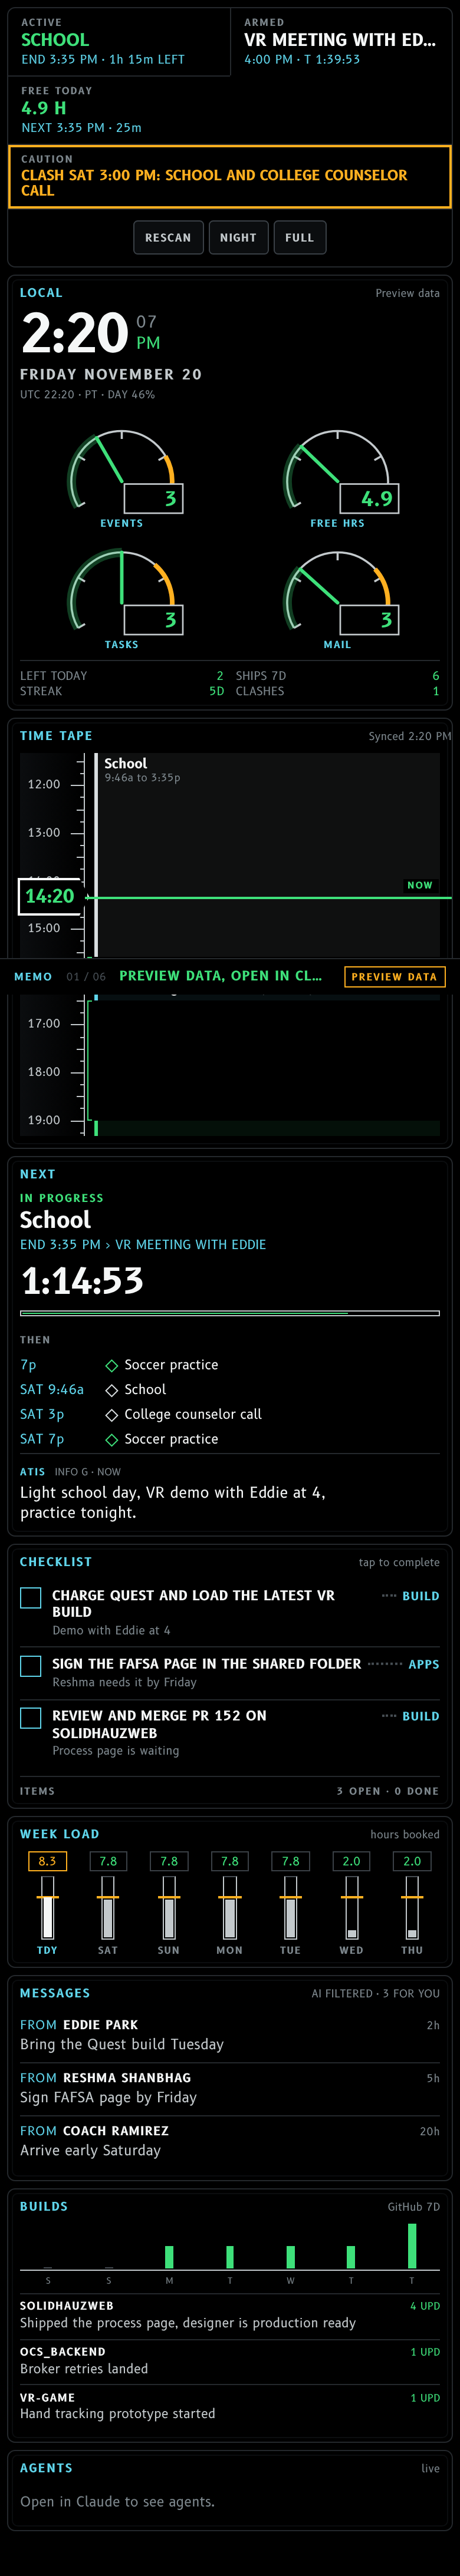 ACTIVE
SCHOOL
END 3:35 PM · 1h 15m LEFT
ARMED
VR MEETING WITH ED...
4:00 PM · T 1:39:53
FREE TODAY
4.9 H
NEXT 3:35 PM · 25m
CAUTION
CLASH SAT 3:00 PM: SCHOOL AND COLLEGE COUNSELOR
CALL
RESCAN
NIGHT
FULL
LOCAL
Preview data
2:20
07
PM
FRIDAY NOVEMBER 20
UTC 22:20 · PT · DAY 46%
3
EVENTS
4.9
FREE HRS
3
TASKS
3
MAIL
LEFT TODAY 2
SHIPS 7D 6
STREAK 5D
CLASHES 1
TIME TAPE
Synced 2:20 PM
School
9:46a to 3:35p
12:00
13:00
NOW
14:20
15:00
MEMO 01 / 06 PREVIEW DATA, OPEN IN CL... PREVIEW DATA
17:00
18:00
19:00
NEXT
IN PROGRESS
School
END 3:35 PM › VR MEETING WITH EDDIE
1:14:53
THEN
7p Soccer practice
SAT 9:46a School
SAT 3p College counselor call
SAT 7p Soccer practice
ATIS INFO G · NOW
Light school day, VR demo with Eddie at 4,
practice tonight.
CHECKLIST
tap to complete
CHARGE QUEST AND LOAD THE LATEST VR
BUILD
BUILD
Demo with Eddie at 4
SIGN THE FAFSA PAGE IN THE SHARED FOLDER
APPS
Reshma needs it by Friday
REVIEW AND MERGE PR 152 ON
SOLIDHAUZWEB
BUILD
Process page is waiting
ITEMS
3 OPEN · 0 DONE
WEEK LOAD
hours booked
8.3 7.8 7.8 7.8 7.8 2.0 2.0
TDY SAT SUN MON TUE WED THU
MESSAGES
AI FILTERED · 3 FOR YOU
FROM EDDIE PARK 2h
Bring the Quest build Tuesday
FROM RESHMA SHANBHAG 5h
Sign FAFSA page by Friday
FROM COACH RAMIREZ 20h
Arrive early Saturday
BUILDS
GitHub 7D
S S M T W T T
SOLIDHAUZWEB 4 UPD
Shipped the process page, designer is production ready
OCS_BACKEND 1 UPD
Broker retries landed
VR-GAME 1 UPD
Hand tracking prototype started
AGENTS
live
Open in Claude to see agents.